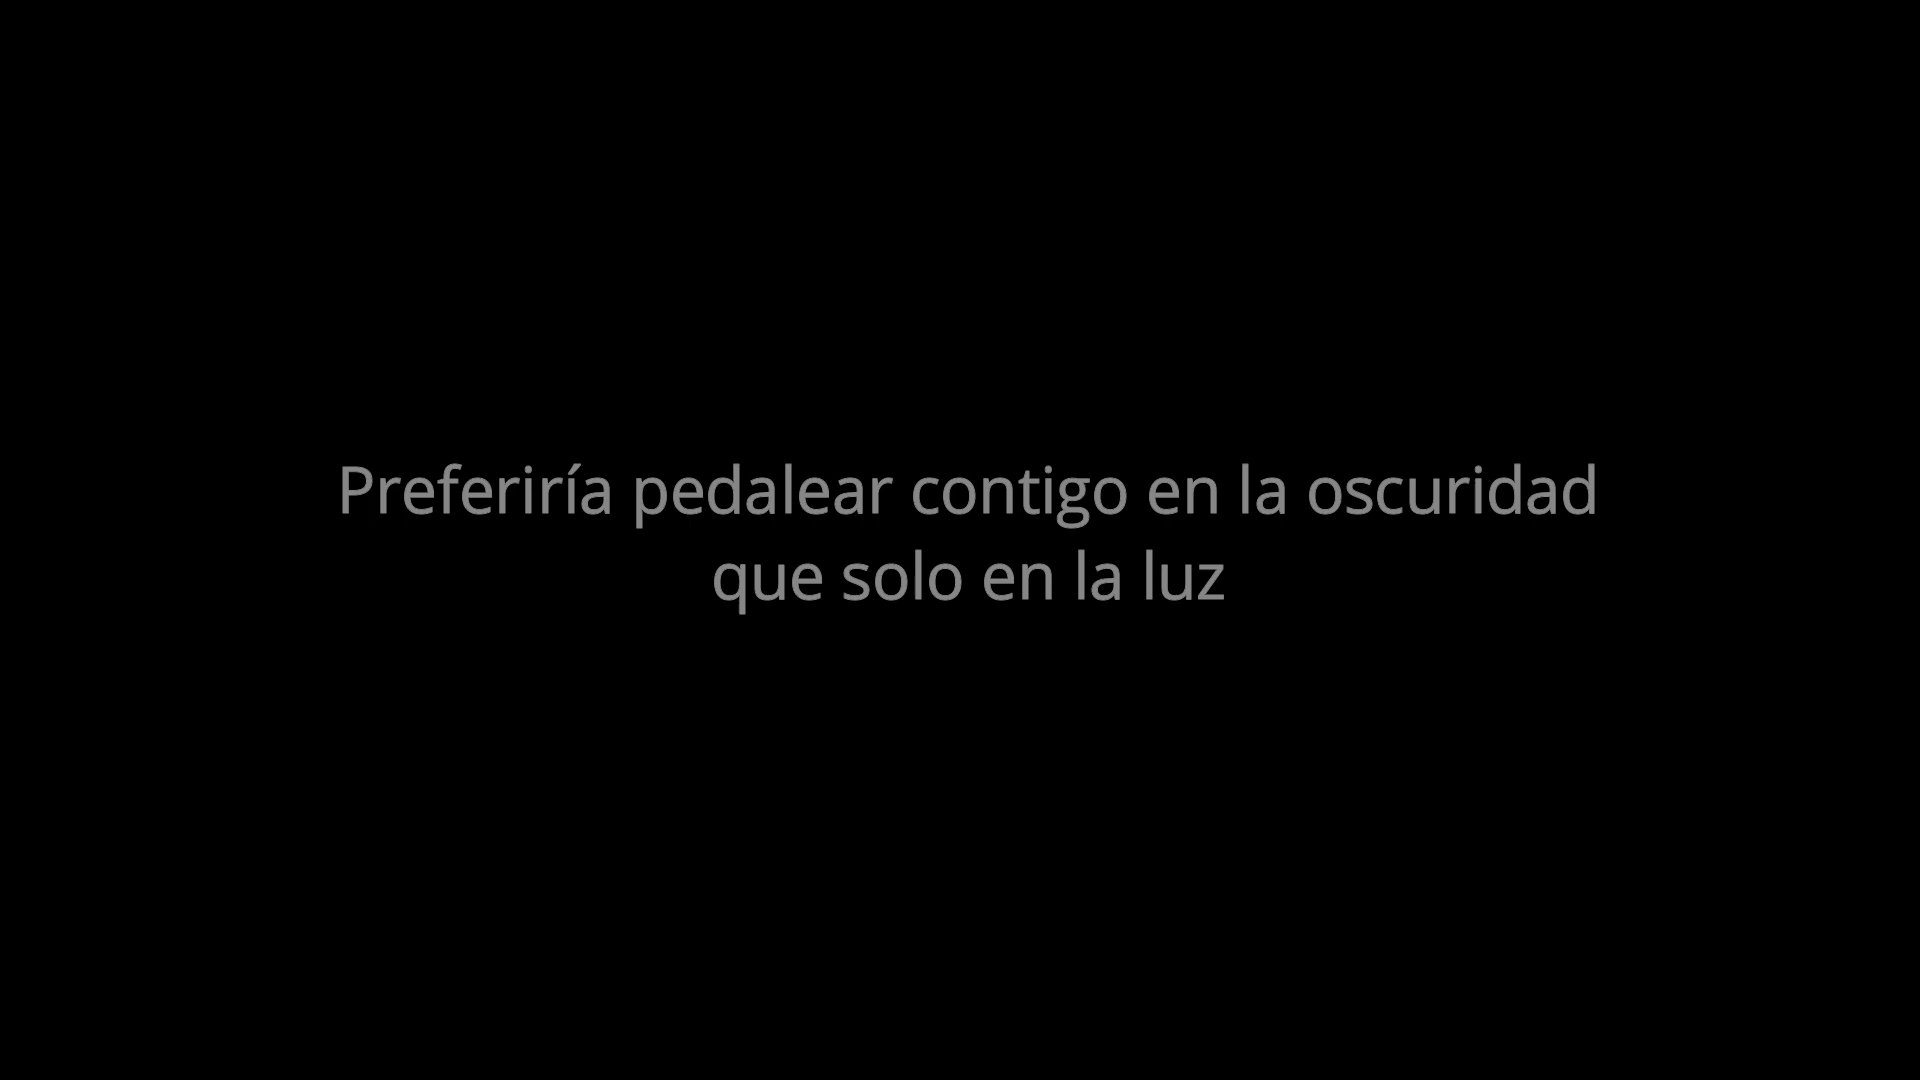 Preferiría pedalear contigo en la oscuridad
que solo en la luz